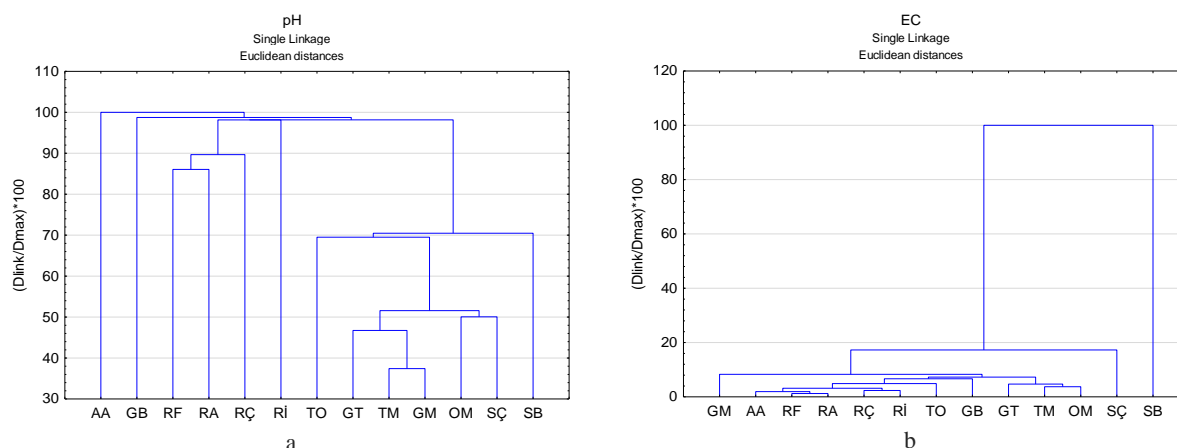 pH
Single Linkage
Euclidean distances
(Dlink/Dmax)*100
110
100
90
80
70
60
50
40
30
AA GB RF RA RÇ Rİ TO GT TM GM OM SÇ SB
a
EC
Single Linkage
Euclidean distances
(Dlink/Dmax)*100
120
100
80
60
40
20
0
GM AA RF RA RÇ Rİ TO GB GT TM OM SÇ SB
b